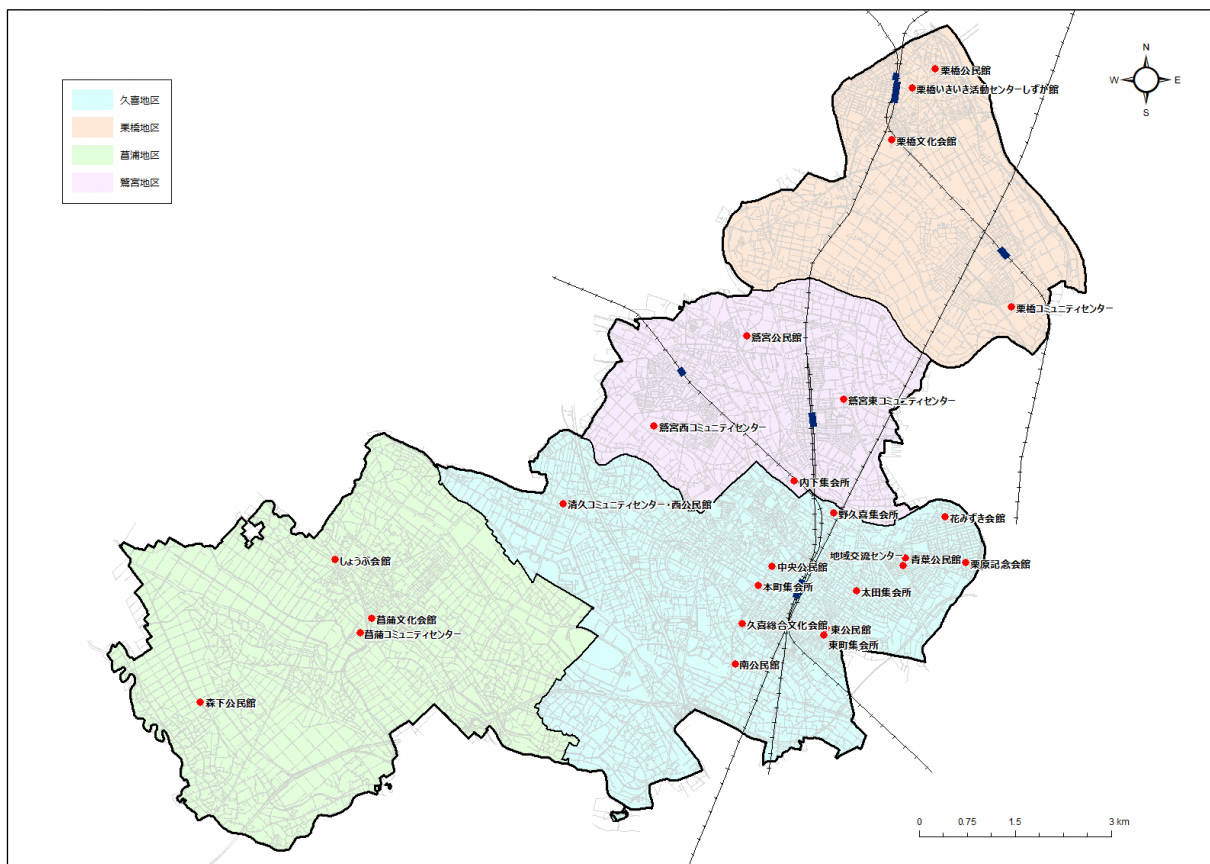 久喜地区
栗橋地区
菖蒲地区
鷲宮地区
N
W
E
S
栗橋公民館
栗橋いきいき活動センターしずか館
栗橋文化会館
栗橋コミュニティセンター
鷲宮公民館
鷲宮東コミュニティセンター
鷲宮西コミュニティセンター
内下集会所
清久コミュニティセンター・西公民館
野久喜集会所
花みずき会館
地域交流センター
青葉公民館
栗原記念会館
中央公民館
本町集会所
太田集会所
久喜総合文化会館
東公民館
東町集会所
南公民館
しょうぶ会館
菖蒲文化会館
菖蒲コミュニティセンター
森下公民館
0 0.75 1.5 3 km